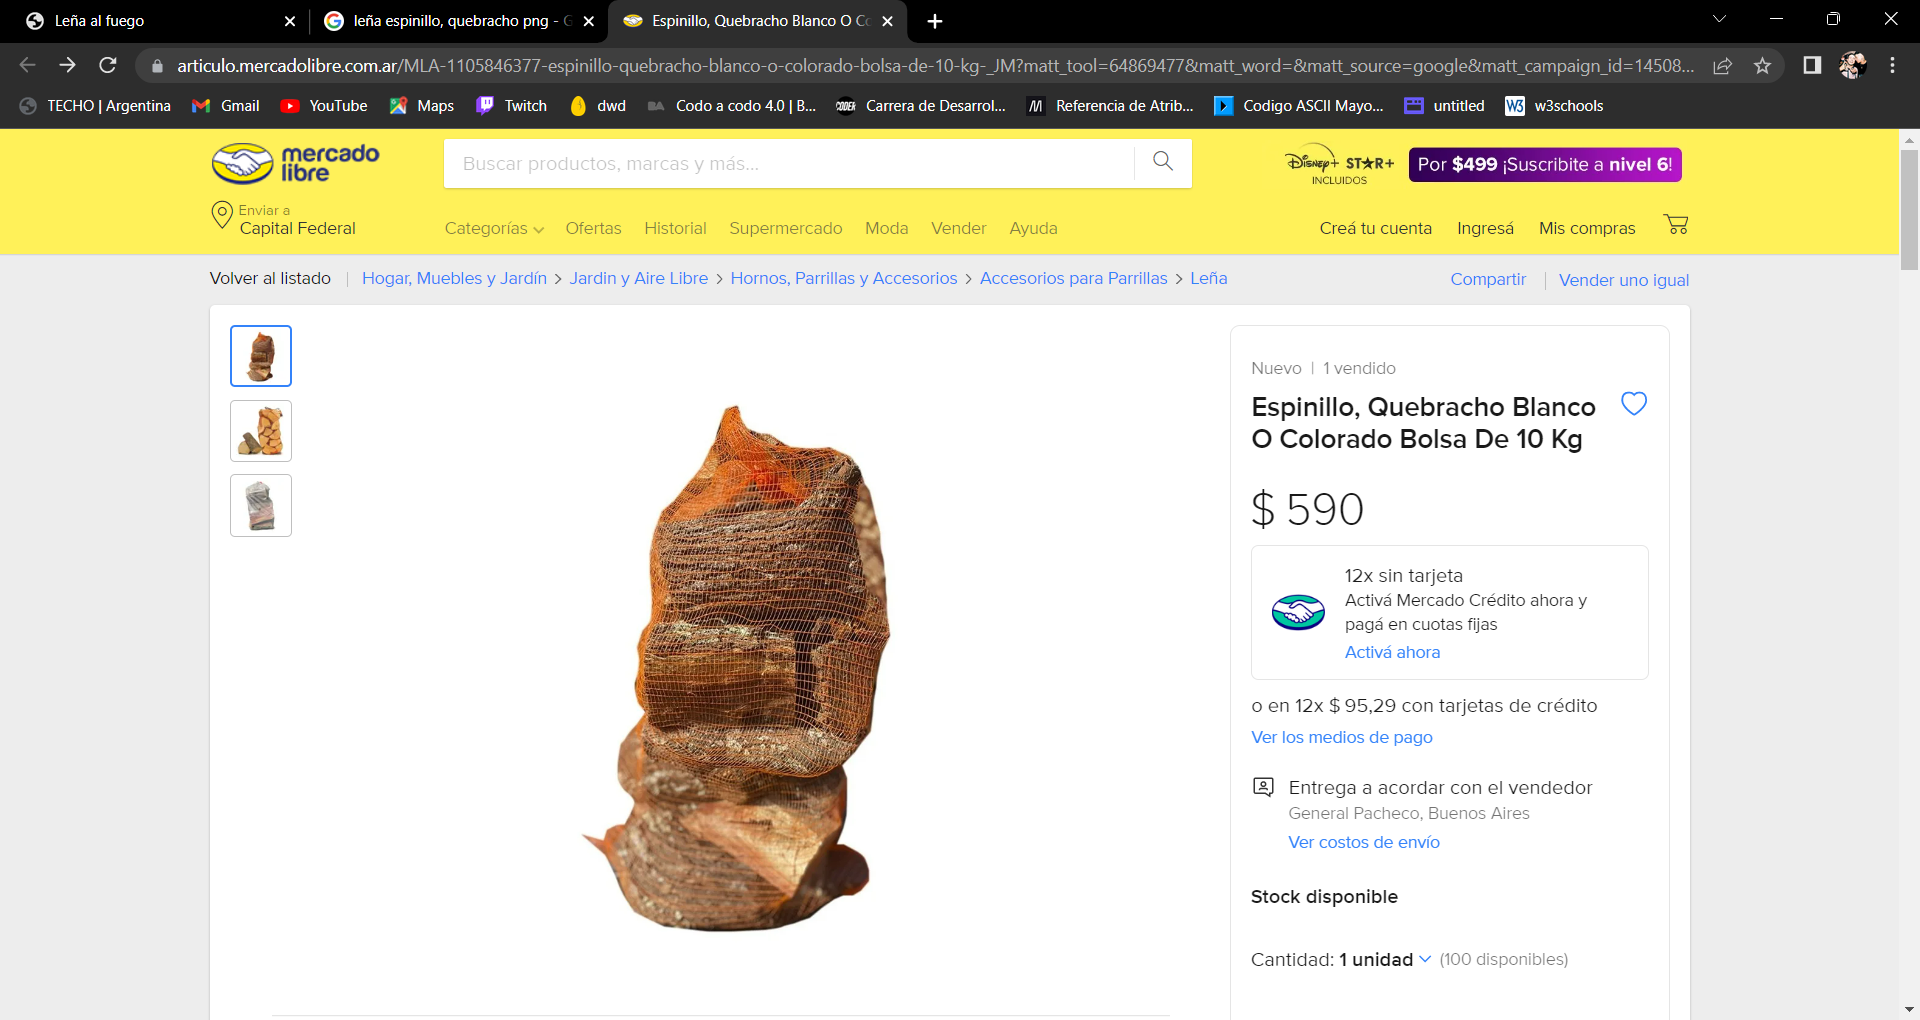 Leña al fuego
leña espinillo, quebracho png - G
Espinillo, Quebracho Blanco O Co
articulo.mercadolibre.com.ar/MLA-1105846377-espinillo-quebracho-blanco-o-colorado-bolsa-de-10-kg-_JM?matt_tool=64869477&matt_word=&matt_source=google&matt_campaign_id=14508...
TECHO | Argentina
Gmail
YouTube
Maps
Twitch
dwd
BA
Codo a codo 4.0 | B...
CODER
Carrera de Desarrol...
Referencia de Atrib...
Codigo ASCII Mayo...
untitled
W3
w3schools
mercado
libre
Buscar productos, marcas y más...
Disney+ STAR+
INCLUIDOS
Por $499 ¡Suscribite a nivel 6!
Enviar a
Capital Federal
Categorías
Ofertas
Historial
Supermercado
Moda
Vender
Ayuda
Creá tu cuenta
Ingresá
Mis compras
Volver al listado | Hogar, Muebles y Jardín > Jardin y Aire Libre > Hornos, Parrillas y Accesorios > Accesorios para Parrillas > Leña
Compartir | Vender uno igual
Nuevo | 1 vendido
Espinillo, Quebracho Blanco
O Colorado Bolsa De 10 Kg
$ 590
12x sin tarjeta
Activá Mercado Crédito ahora y
pagá en cuotas fijas
Activá ahora
o en 12x $ 95,29 con tarjetas de crédito
Ver los medios de pago
Entrega a acordar con el vendedor
General Pacheco, Buenos Aires
Ver costos de envío
Stock disponible
Cantidad: 1 unidad (100 disponibles)